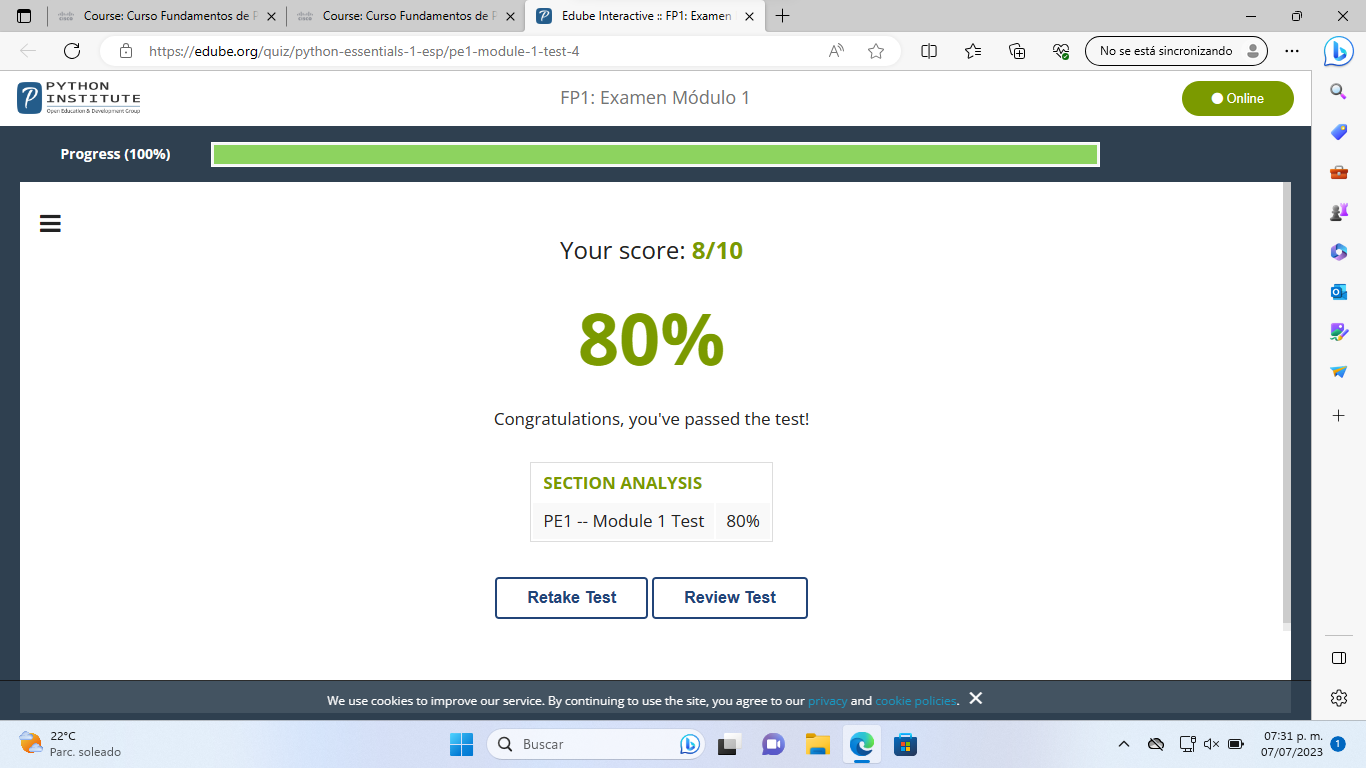 Course: Curso Fundamentos de P
Course: Curso Fundamentos de P
Edube Interactive :: FP1: Examen
https://edube.org/quiz/python-essentials-1-esp/pe1-module-1-test-4
No se está sincronizando
PYTHON
INSTITUTE
Open Education & Development Group
FP1: Examen Módulo 1
Online
Progress (100%)
Your score: 8/10
80%
Congratulations, you've passed the test!
SECTION ANALYSIS
PE1 -- Module 1 Test 80%
Retake Test Review Test
We use cookies to improve our service. By continuing to use the site, you agree to our privacy and cookie policies.
22°C
Parc. soleado
Buscar
07:31 p. m.
07/07/2023
1